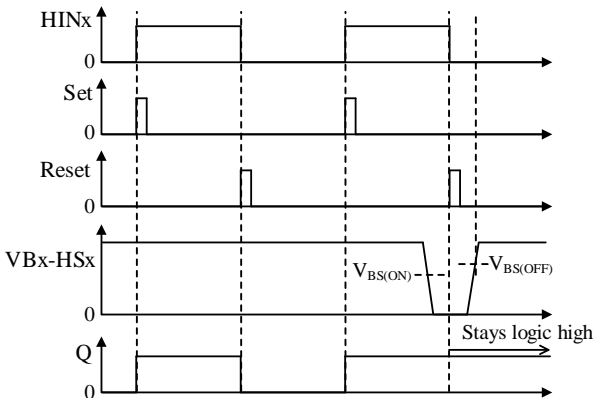 HINx
0
Set
0
Reset
0
VBx-HSx
VBS(ON)
VBS(OFF)
0
Stays logic high
Q
0